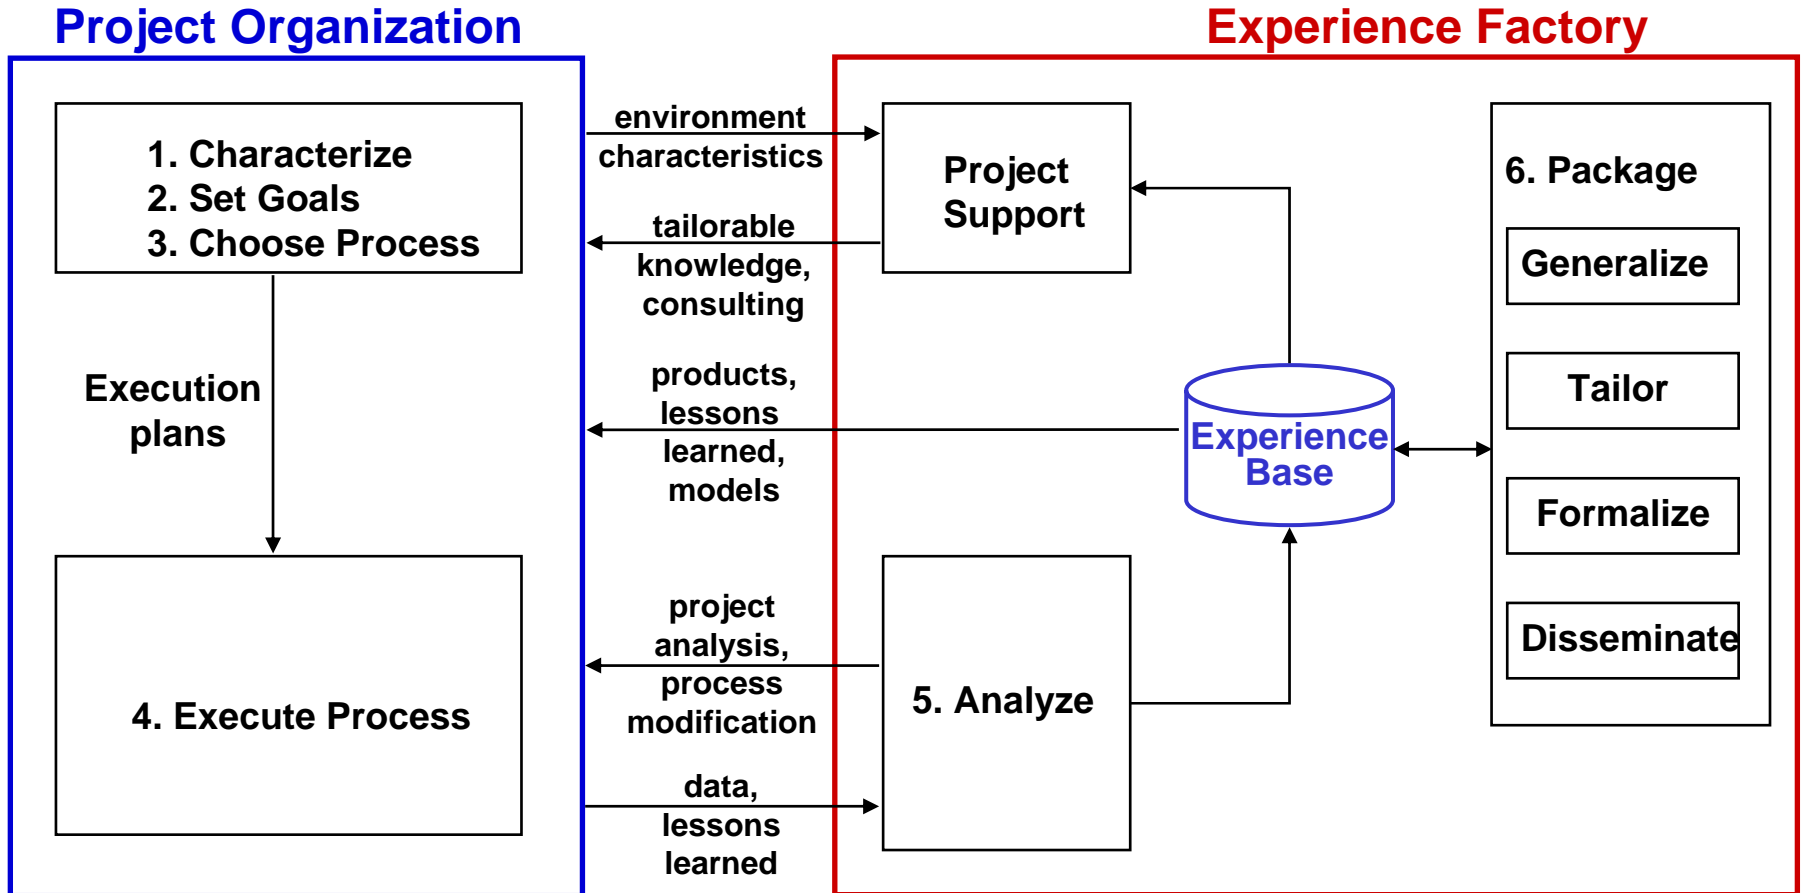 Project Organization
Experience Factory
1. Characterize
2. Set Goals
3. Choose Process
Execution
plans
4. Execute Process
environment
characteristics
tailorable
knowledge,
consulting
products,
lessons
learned,
models
project
analysis,
process
modification
data,
lessons
learned
Project
Support
Experience
Base
5. Analyze
6. Package
Generalize
Tailor
Formalize
Disseminate